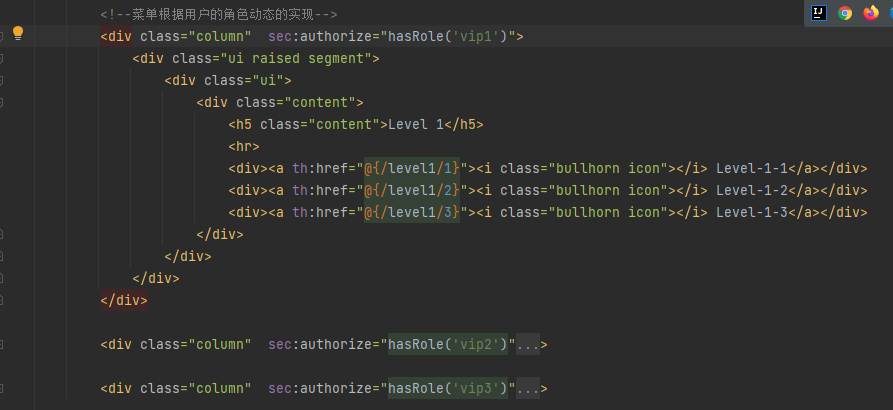 <!--菜单根据用户的角色动态的实现-->
<div class="column"  sec:authorize="hasRole('vip1')">
<div class="ui raised segment">
<div class="ui">
<div class="content">
<h5 class="content">Level 1</h5>
<hr>
<div><a th:href="@{/level1/1}"><i class="bullhorn icon"></i> Level-1-1</a></div>
<div><a th:href="@{/level1/2}"><i class="bullhorn icon"></i> Level-1-2</a></div>
<div><a th:href="@{/level1/3}"><i class="bullhorn icon"></i> Level-1-3</a></div>
</div>
</div>
</div>
</div>
<div class="column"  sec:authorize="hasRole('vip2')"...>
<div class="column"  sec:authorize="hasRole('vip3')"...>
IJ